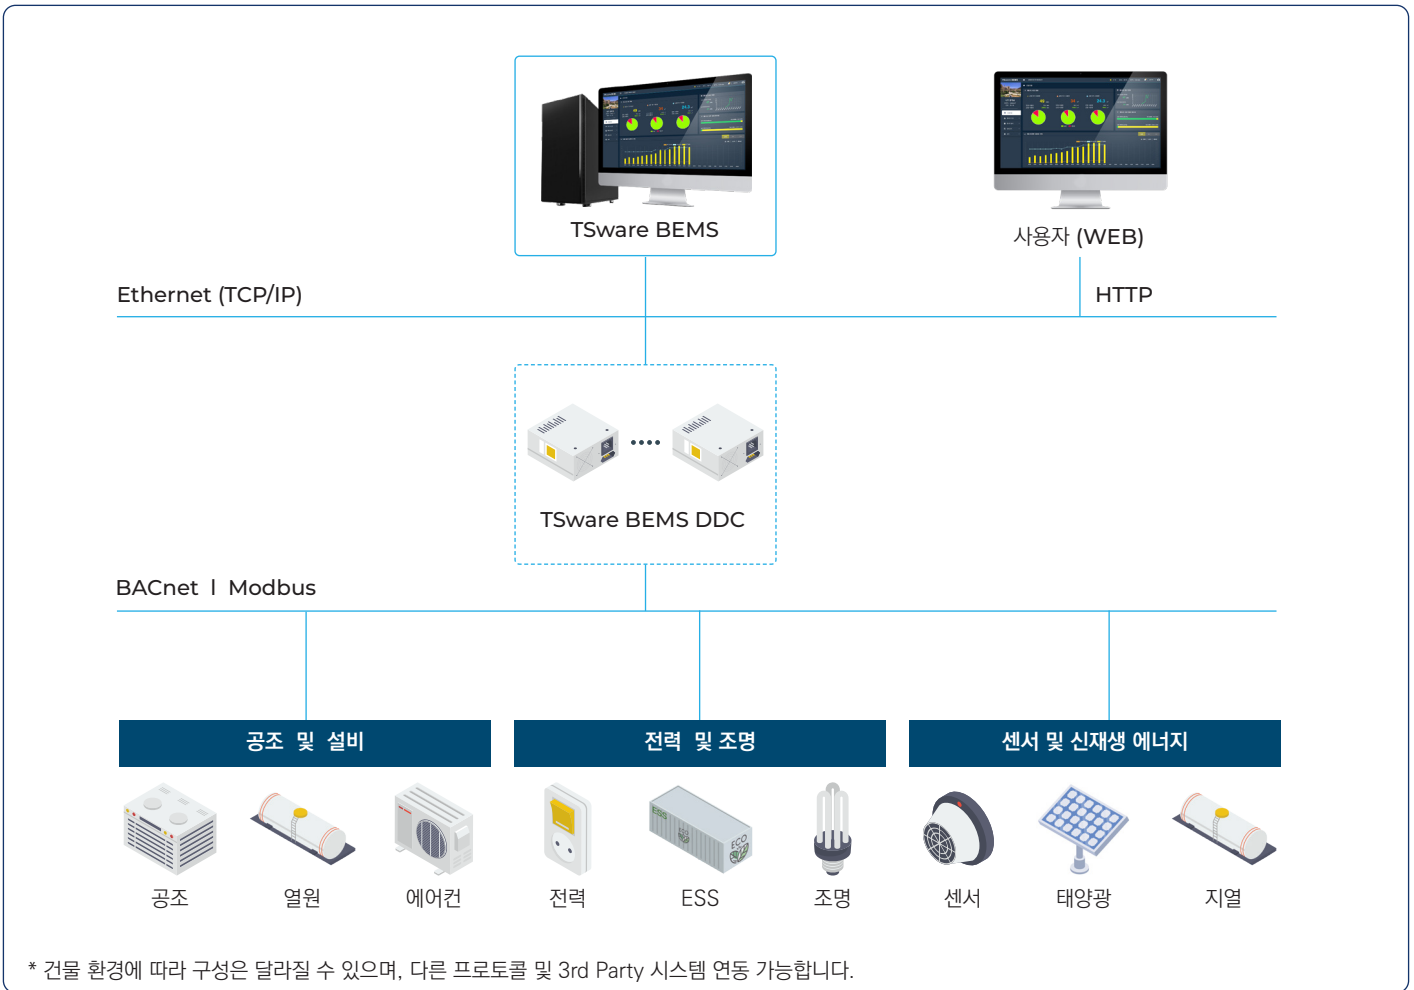 TSware BEMS
사용자 (WEB)
Ethernet (TCP/IP)
HTTP
TSware BEMS DDC
BACnet l Modbus
공조 및 설비
전력 및 조명
센서 및 신재생 에너지
ESS
ECO
ECO
공조
열원
에어컨
전력
ESS
조명
센서
태양광
지열
* 건물 환경에 따라 구성은 달라질 수 있으며, 다른 프로토콜 및 3rd Party 시스템 연동 가능합니다.